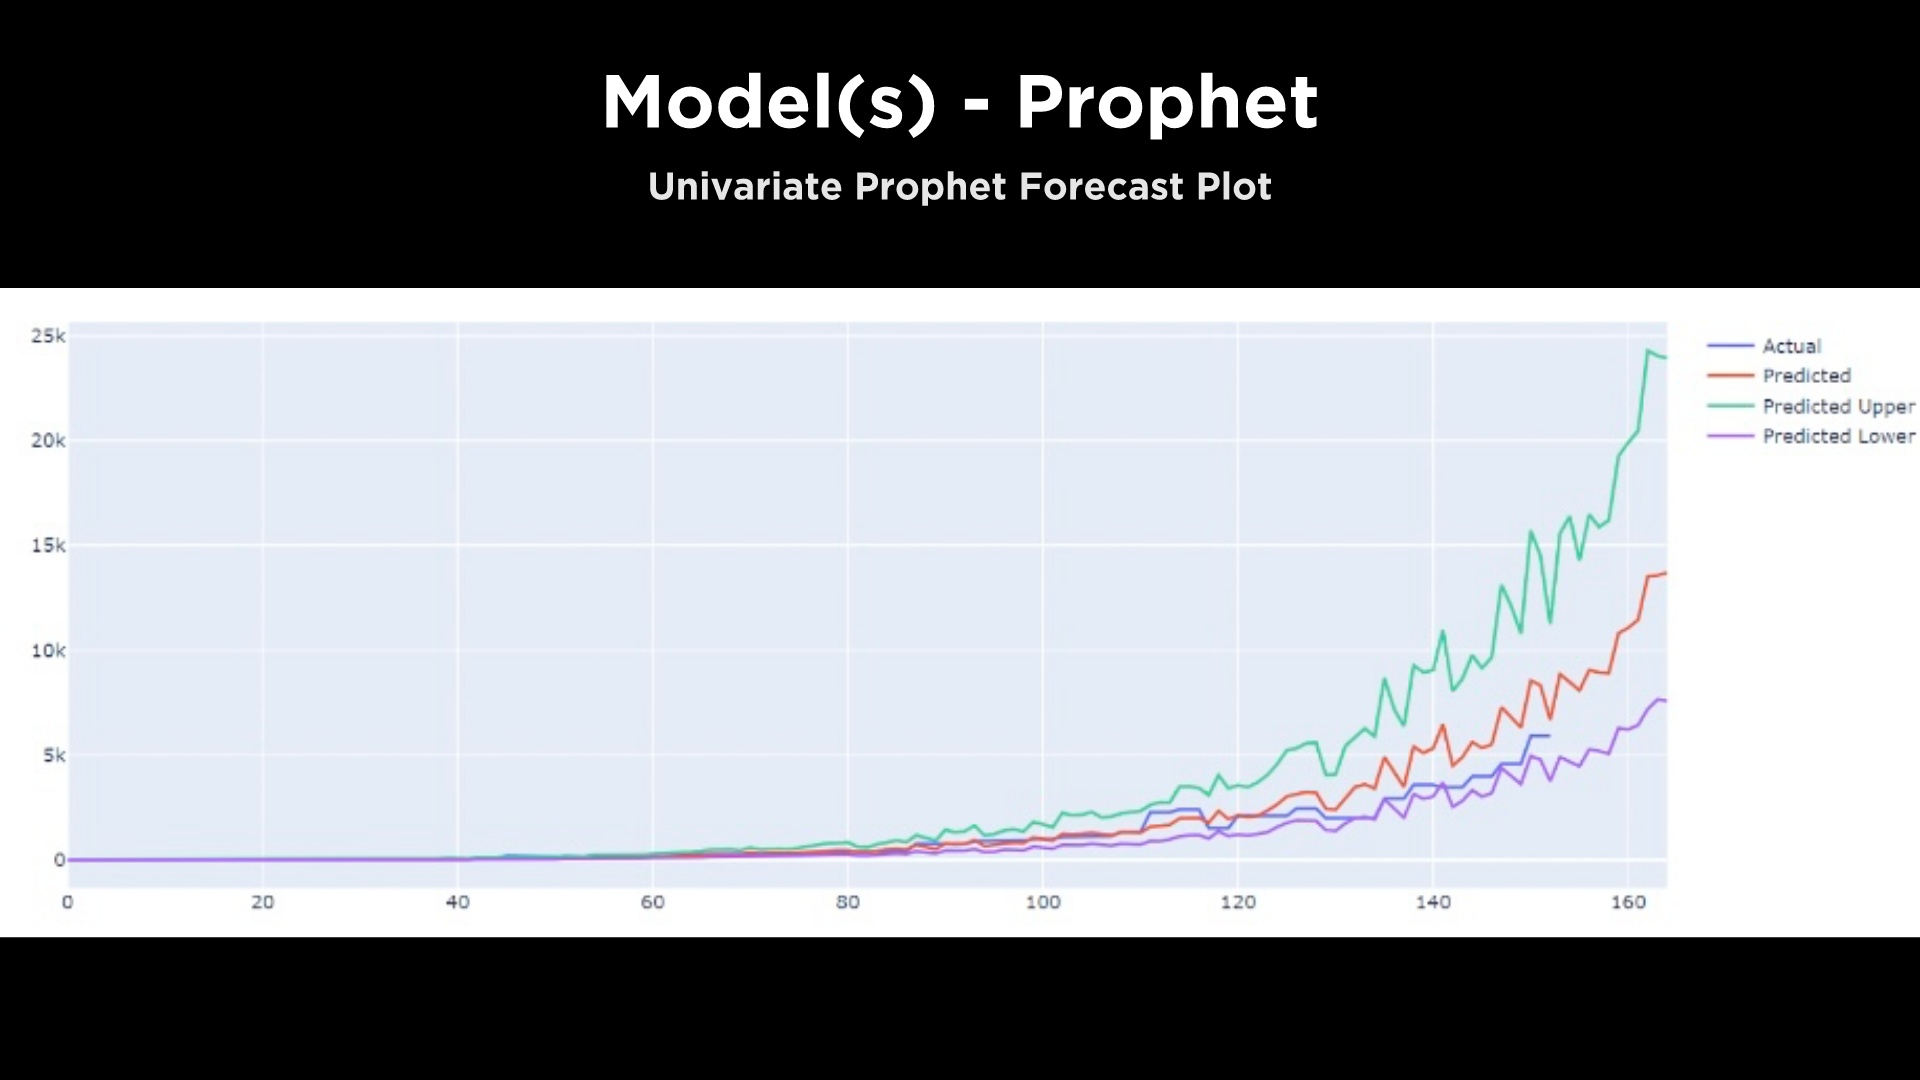 Model(s) - Prophet
Univariate Prophet Forecast Plot
25k
20k
15k
10k
5k
0
0 20 40 60 80 100 120 140 160
Actual
Predicted
Predicted Upper
Predicted Lower